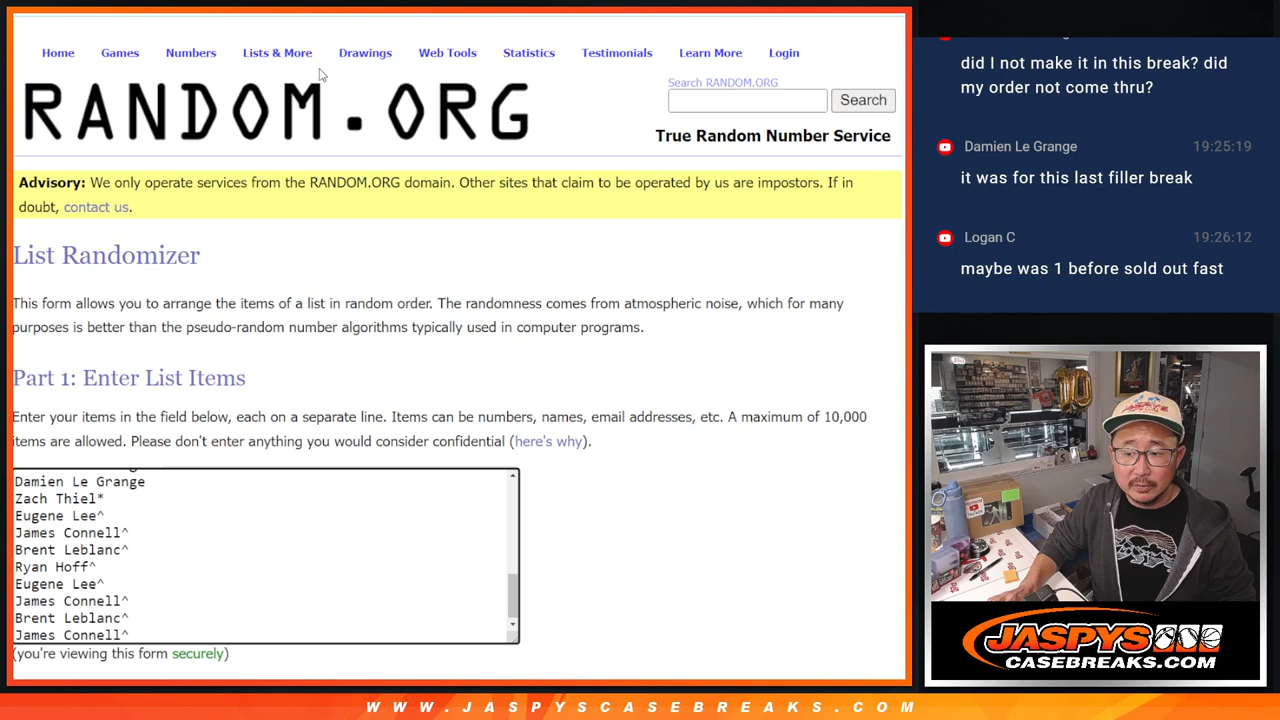 Home Games Numbers Lists & More Drawings Web Tools Statistics Testimonials Learn More Login
RANDOM.ORG
Search RANDOM.ORG
Search
True Random Number Service
Advisory: We only operate services from the RANDOM.ORG domain. Other sites that claim to be operated by us are impostors. If in
doubt, contact us.
List Randomizer
This form allows you to arrange the items of a list in random order. The randomness comes from atmospheric noise, which for many
purposes is better than the pseudo-random number algorithms typically used in computer programs.
Part 1: Enter List Items
Enter your items in the field below, each on a separate line. Items can be numbers, names, email addresses, etc. A maximum of 10,000
items are allowed. Please don't enter anything you would consider confidential (here's why).
Damien Le Grange
Zach Thiel*
Eugene Lee^
James Connell^
Brent Leblanc^
Ryan Hoff^
Eugene Lee^
James Connell^
Brent Leblanc^
James Connell^
(you're viewing this form securely)
did I not make it in this break? did
my order not come thru?
Damien Le Grange 19:25:19
it was for this last filler break
Logan C 19:26:12
maybe was 1 before sold out fast
10
JASPYS
CASEBREAKS.COM
WWW.JASPYSCASEBREAKS.COM